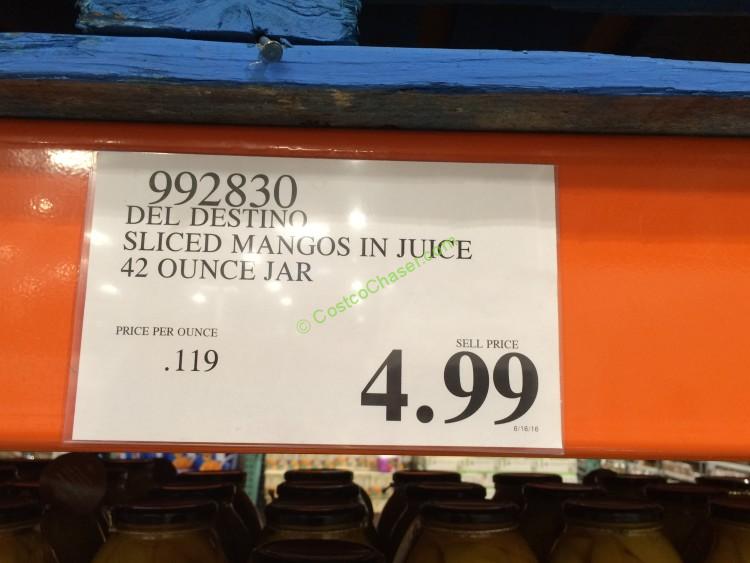 992830
DEL DESTINO
SLICED MANGOS IN JUICE
42 OUNCE JAR
© CostcoChaser.com
PRICE PER OUNCE
.119
SELL PRICE
4.99
6/16/16